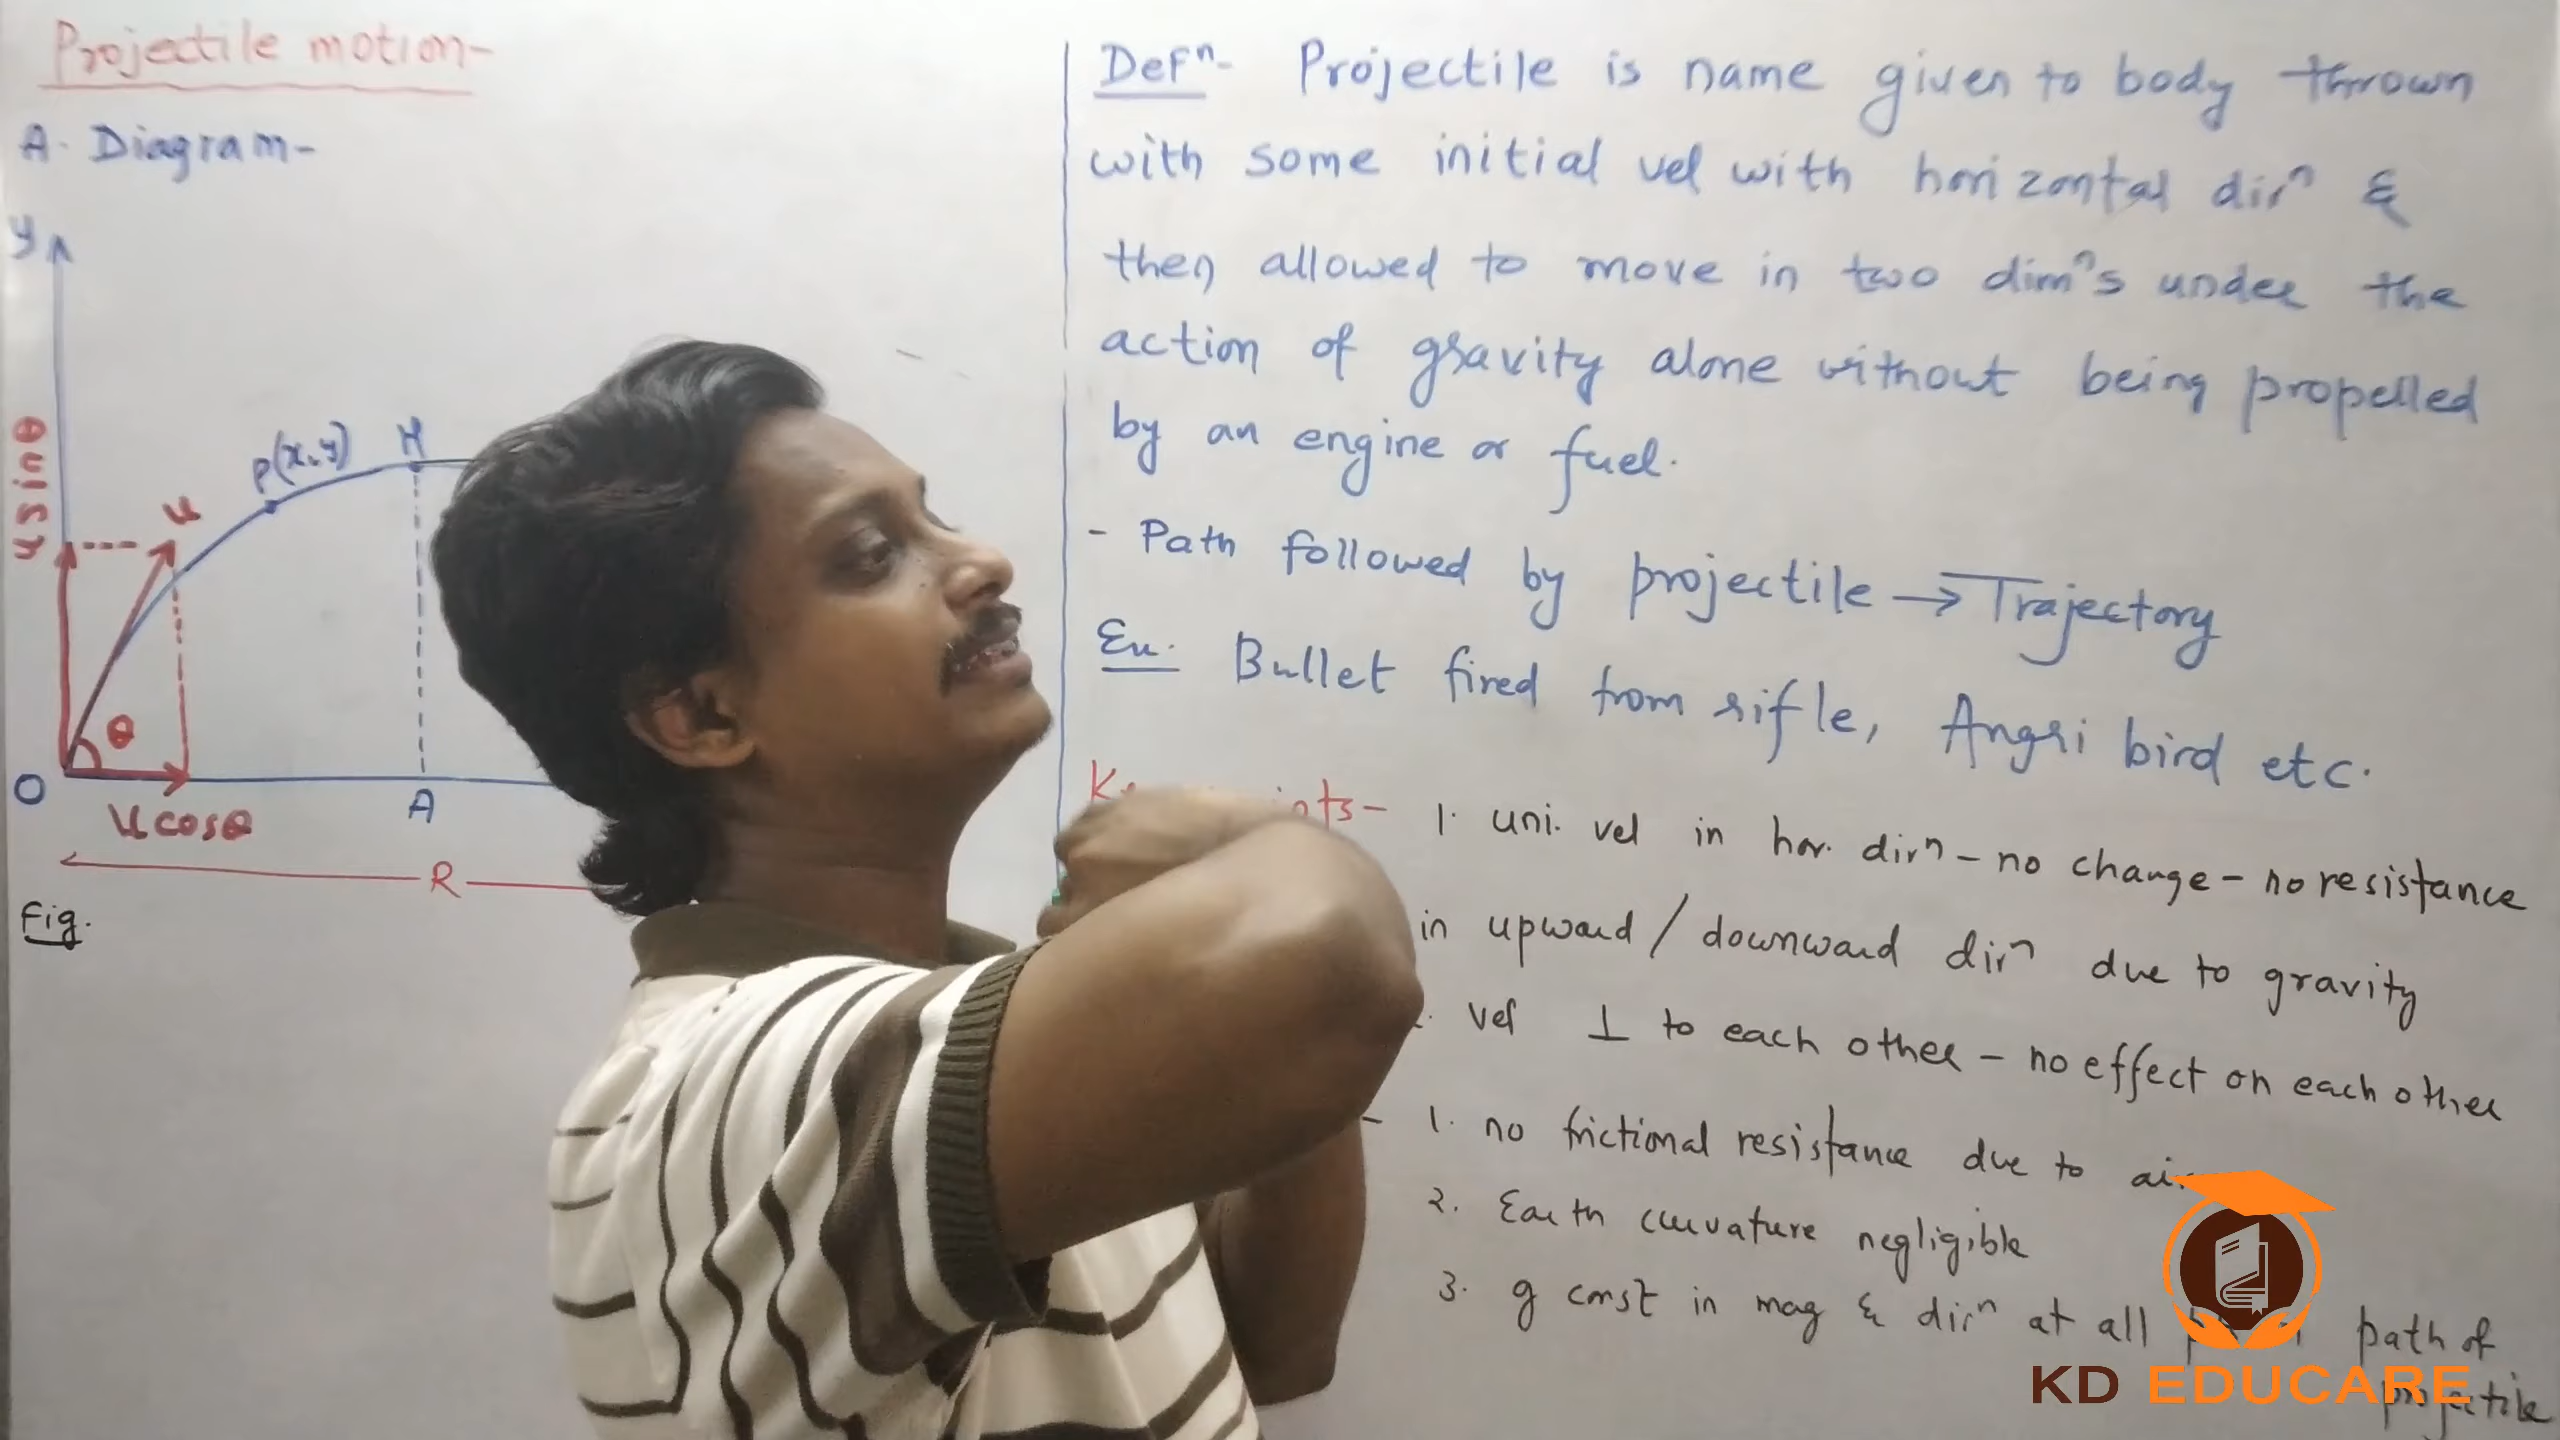 Projectile motion-
A. Diagram-
y
u sinθ
P(x,y)
H
u
θ
O
u cosθ
A
R
Fig.
Defⁿ- Projectile is name given to body thrown
with some initial vel with horizontal dirⁿ &
then allowed to move in two dimⁿs under the
action of gravity alone without being propelled
by an engine or fuel.
- Path followed by projectile → Trajectory
Ex. Bullet fired from rifle, Angri bird etc.
1. uni. vel in hor. dirⁿ - no change - no resistance
in upward / downward dirⁿ due to gravity
vel ⊥ to each other - no effect on each other
- 1. no frictional resistance due to
2. Earth curvature negligible
3. g const in mag & dirⁿ at all path of
projectile
KD EDUCARE